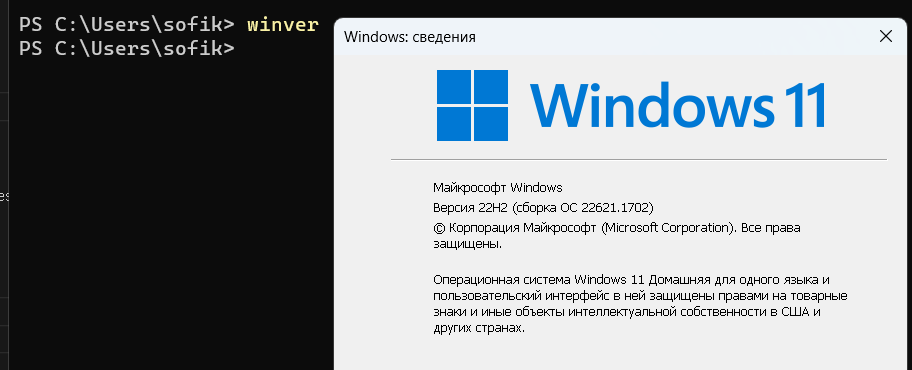 PS C:\Users\sofik> winver
PS C:\Users\sofik>
Windows: сведения
Windows 11
es
Майкрософт Windows
Версия 22H2 (сборка ОС 22621.1702)
© Корпорация Майкрософт (Microsoft Corporation). Все права
защищены.
Операционная система Windows 11 Домашняя для одного языка и
пользовательский интерфейс в ней защищены правами на товарные
знаки и иные объекты интеллектуальной собственности в США и
других странах.